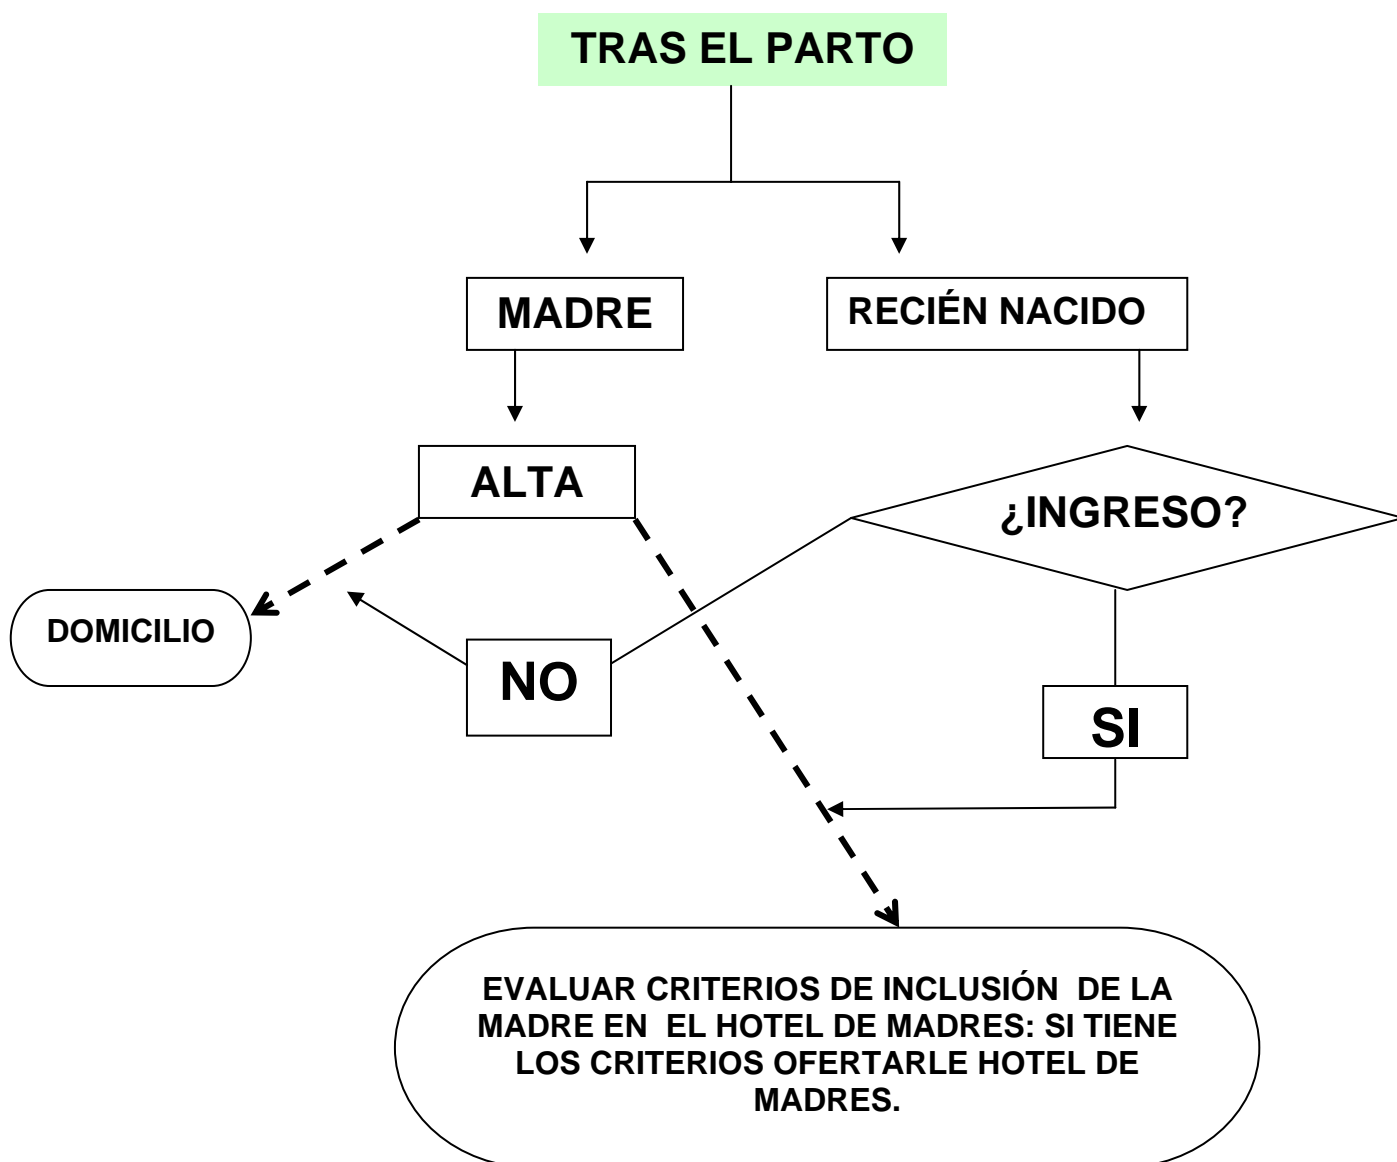 TRAS EL PARTO
MADRE
RECIÉN NACIDO
ALTA
¿INGRESO?
DOMICILIO
NO
SI
EVALUAR CRITERIOS DE INCLUSIÓN DE LA
MADRE EN EL HOTEL DE MADRES: SI TIENE
LOS CRITERIOS OFERTARLE HOTEL DE
MADRES.